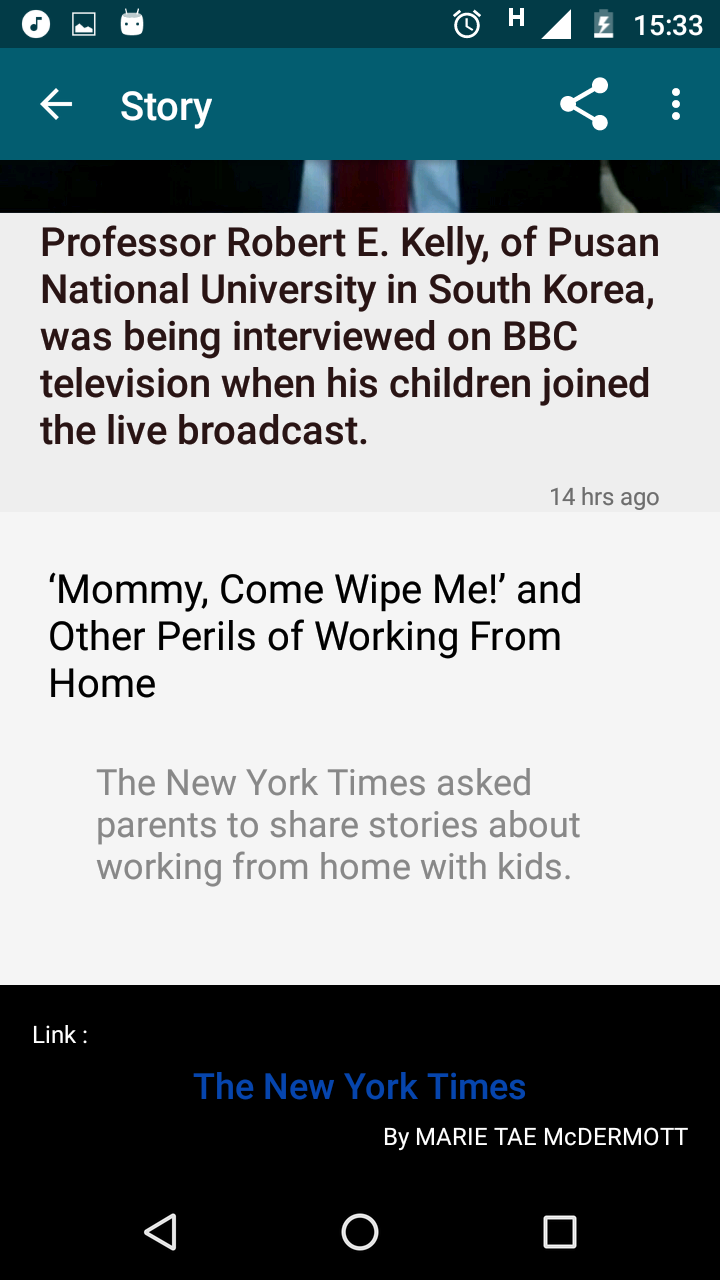 H 15:33
Story
Professor Robert E. Kelly, of Pusan
National University in South Korea,
was being interviewed on BBC
television when his children joined
the live broadcast.
14 hrs ago
‘Mommy, Come Wipe Me!’ and
Other Perils of Working From
Home
The New York Times asked
parents to share stories about
working from home with kids.
Link :
The New York Times
By MARIE TAE McDERMOTT